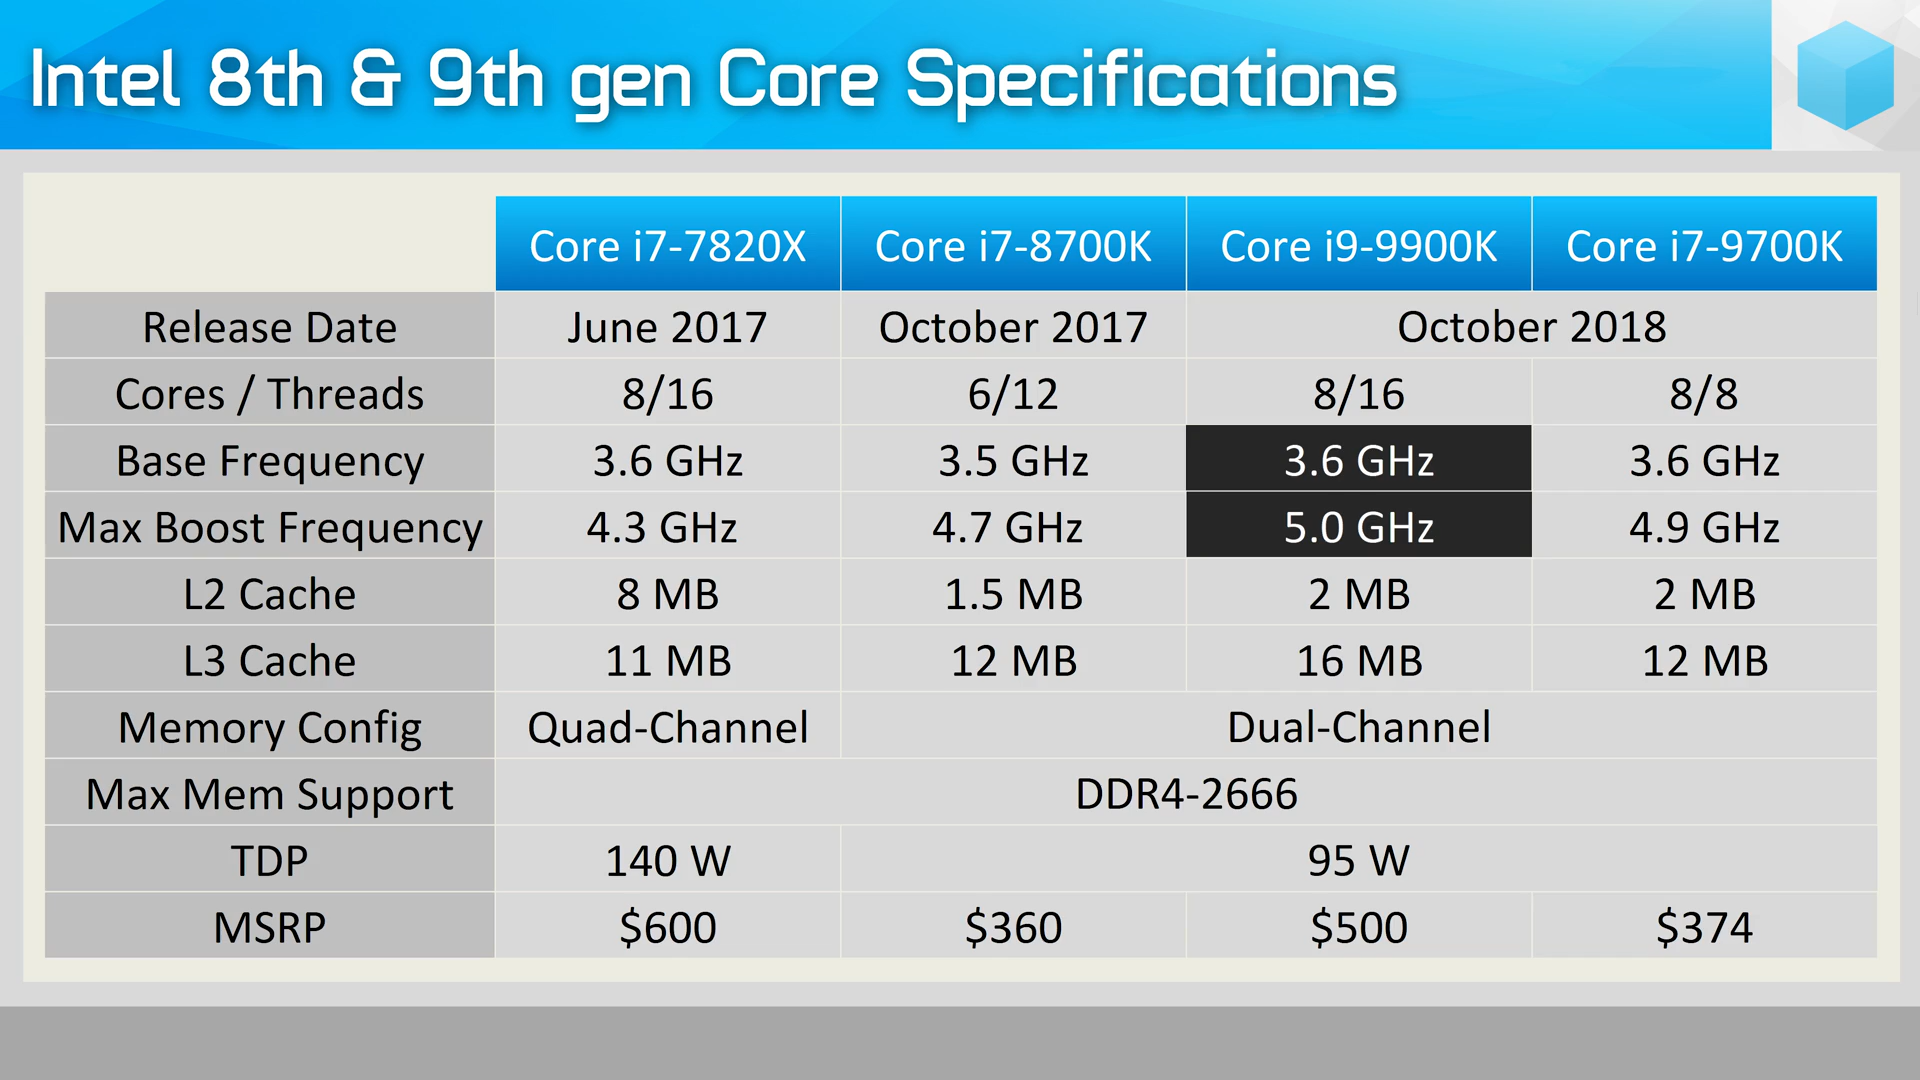 Intel 8th & 9th gen Core Specifications
Core i7-7820X Core i7-8700K Core i9-9900K Core i7-9700K
Release Date June 2017 October 2017 October 2018
Cores / Threads 8/16 6/12 8/16 8/8
Base Frequency 3.6 GHz 3.5 GHz 3.6 GHz 3.6 GHz
Max Boost Frequency 4.3 GHz 4.7 GHz 5.0 GHz 4.9 GHz
L2 Cache 8 MB 1.5 MB 2 MB 2 MB
L3 Cache 11 MB 12 MB 16 MB 12 MB
Memory Config Quad-Channel Dual-Channel
Max Mem Support DDR4-2666
TDP 140 W 95 W
MSRP $600 $360 $500 $374